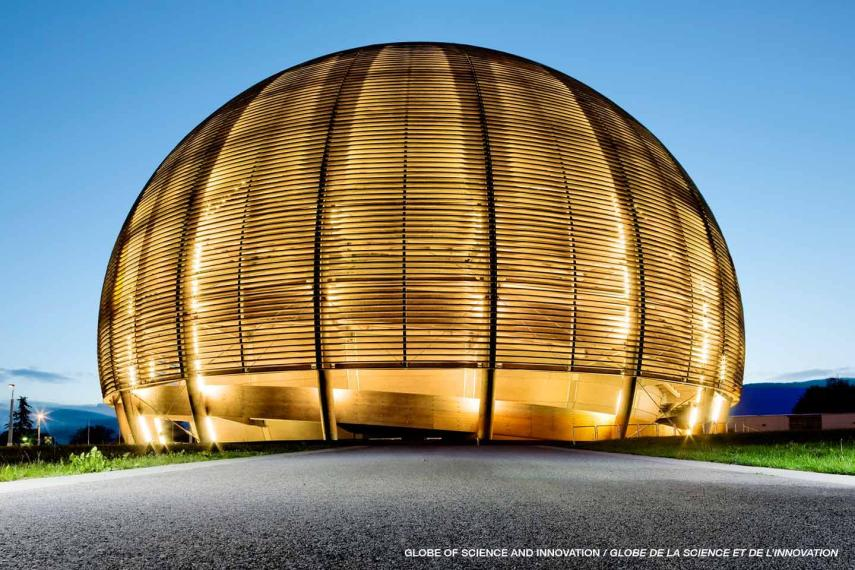 GLOBE OF SCIENCE AND INNOVATION / GLOBE DE LA SCIENCE ET DE L'INNOVATION